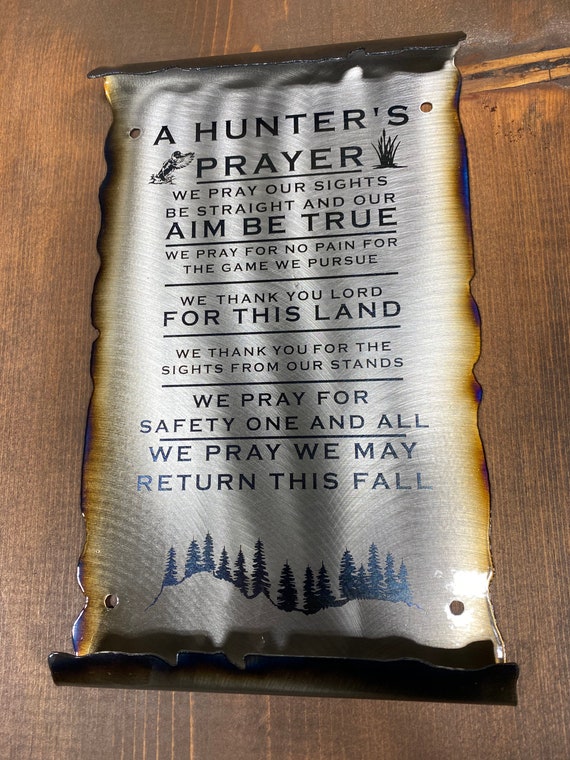 A HUNTER'S
PRAYER
WE PRAY OUR SIGHTS
BE STRAIGHT AND OUR
AIM BE TRUE
WE PRAY FOR NO PAIN FOR
THE GAME WE PURSUE
WE THANK YOU LORD
FOR THIS LAND
WE THANK YOU FOR THE
SIGHTS FROM OUR STANDS
WE PRAY FOR
SAFETY ONE AND ALL
WE PRAY WE MAY
RETURN THIS FALL